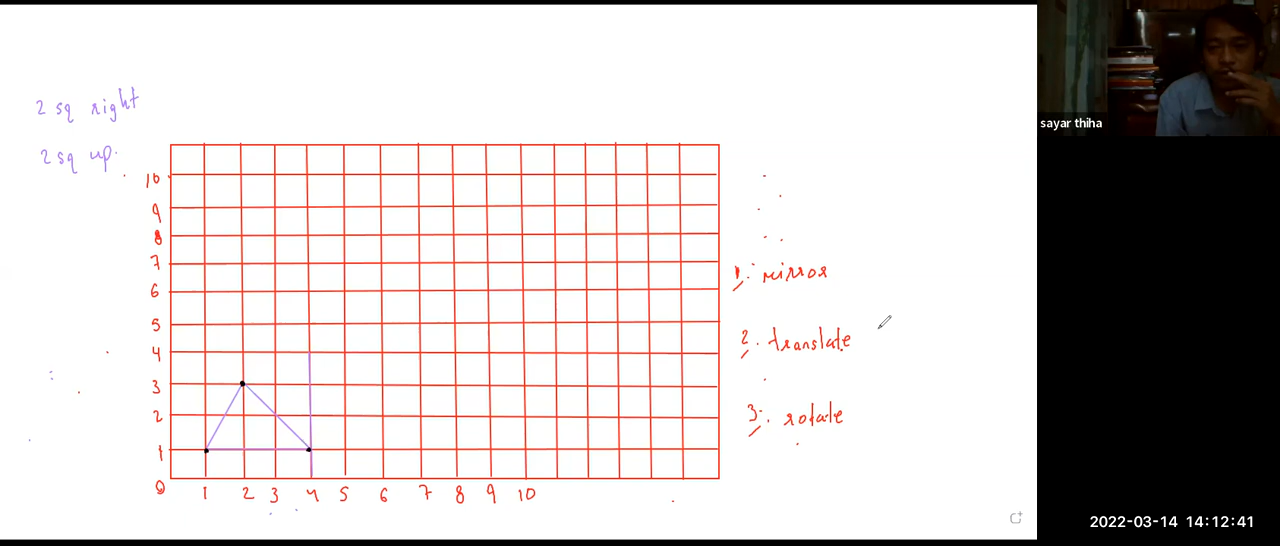 sayar thiha
2 sq right
2 sq up.
10
9
8
7
6
5
4
3
2
1
0
1 2 3 4 5 6 7 8 9 10
1. mirror
2. translate
3. rotate
2022-03-14 14:12:41